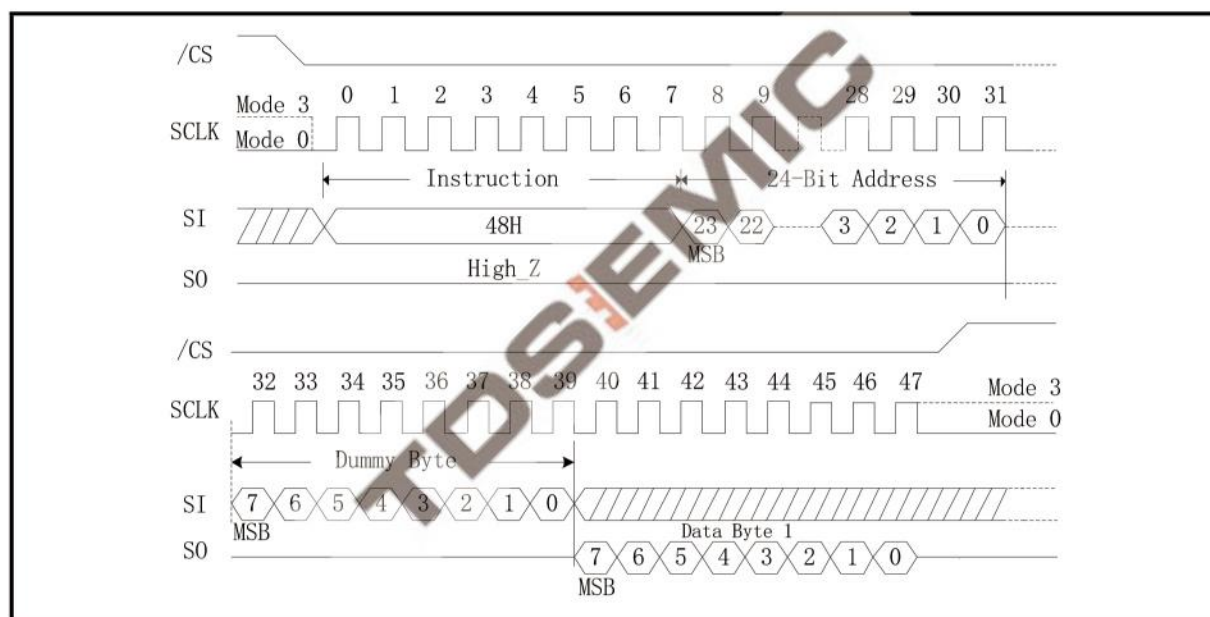 /CS
0 1 2 3 4 5 6 7 8 9 28 29 30 31
Mode 3
SCLK
Mode 0
Instruction 24-Bit Address
SI 48H 23 22 3 2 1 0
MSB
High_Z
SO
/CS
32 33 34 35 36 37 38 39 40 41 42 43 44 45 46 47
Mode 3
SCLK
Mode 0
Dummy Byte
SI 7 6 5 4 3 2 1 0
MSB
Data Byte 1
SO 7 6 5 4 3 2 1 0
MSB
TDSEMIC